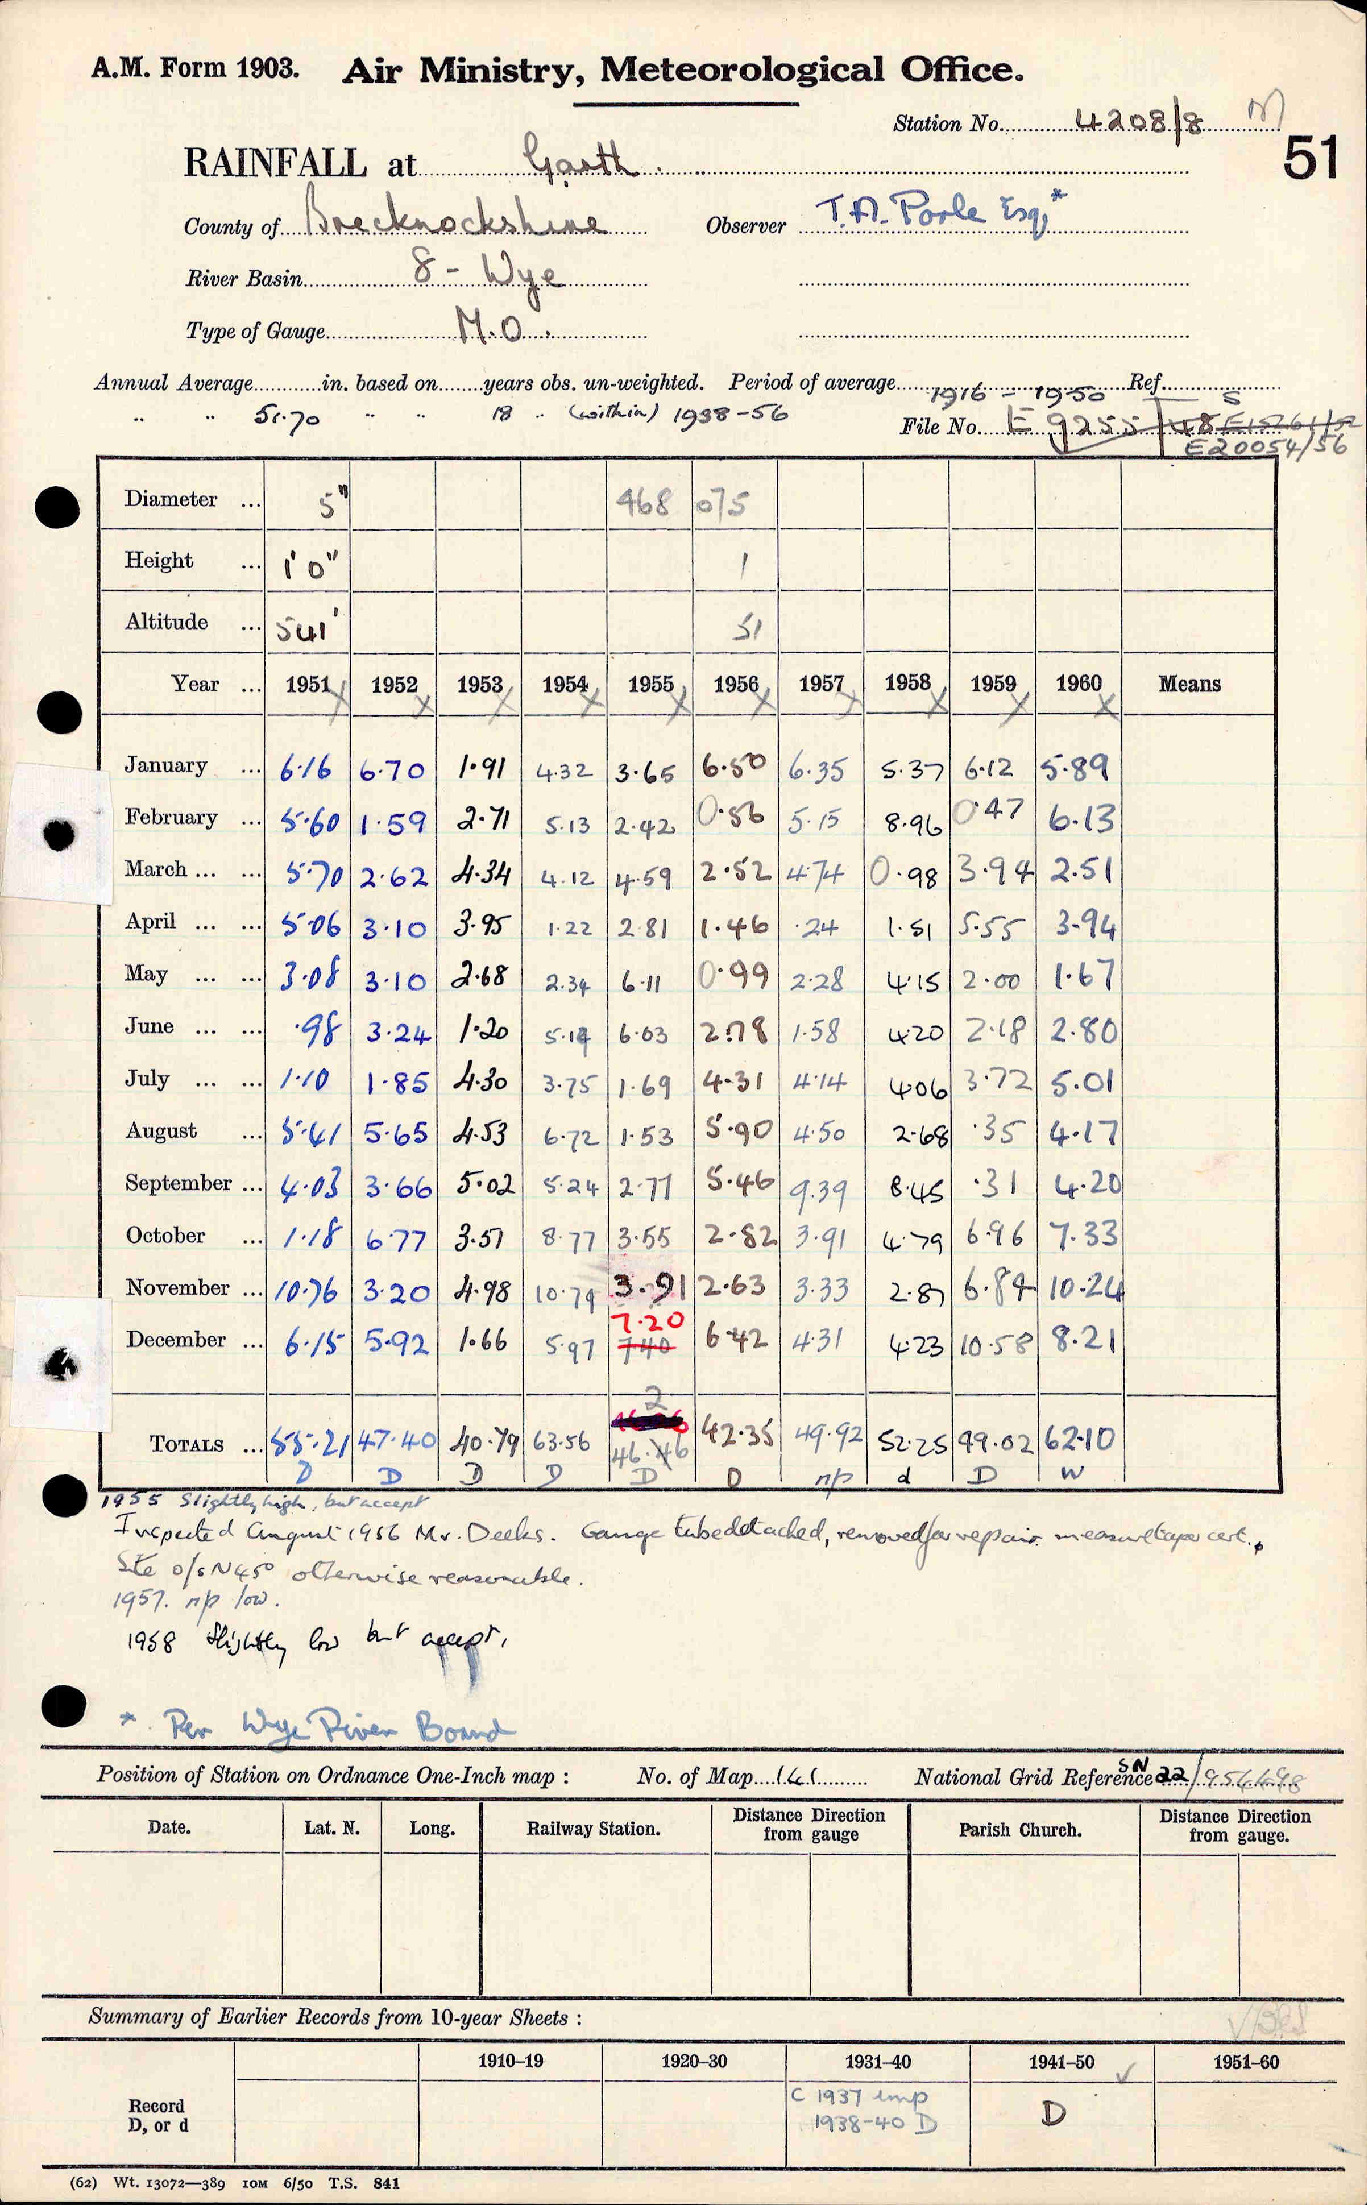 A.M. Form 1903. Air Ministry, Meteorological Office.
Station No. 4208/8 M
51
RAINFALL at Garth.
County of Brecknockshire Observer T.A. Poole Esq.*
River Basin 8 - Wye
Type of Gauge M.O.
Annual Average in. based on years obs. un-weighted. Period of average 1916 - 1950 Ref. S
" " 51.70 " " 18 " (within) 1938-56 File No. E 9255/48
E20054/56
Diameter ... 5" 468 075
Height ... 1'0" 1
Altitude ... 541' 51
Year ... 1951 1952 1953 1954 1955 1956 1957 1958 1959 1960 Means
X X X X X X X X X X
January ... 6.16 6.70 1.91 4.32 3.65 6.50 6.35 5.37 6.12 5.89
February ... 5.60 1.59 2.71 5.13 2.42 0.56 5.15 8.96 0.47 6.13
March ... ... 5.70 2.62 4.34 4.12 4.59 2.52 4.74 0.98 3.94 2.51
April ... ... 5.06 3.10 3.95 1.22 2.81 1.46 .24 1.51 5.55 3.94
May ... ... 3.08 3.10 2.68 2.34 6.11 0.99 2.28 4.15 2.00 1.67
June ... ... .98 3.24 1.20 5.19 6.03 2.78 1.58 4.20 2.18 2.80
July ... ... 1.10 1.85 4.30 3.75 1.69 4.31 4.14 4.06 3.72 5.01
August ... 5.41 5.65 4.53 6.72 1.53 5.90 4.50 2.68 .35 4.17
September ... 4.03 3.66 5.02 5.24 2.77 5.46 9.39 8.45 .31 4.20
October ... 1.18 6.77 3.51 8.77 3.55 2.82 3.91 4.79 6.96 7.33
November ... 10.76 3.20 4.98 10.79 3.91 2.63 3.33 2.87 6.84 10.24
7.20
December ... 6.15 5.92 1.66 5.97 7.40 6.42 4.31 4.23 10.58 8.21
2
TOTALS ... 55.21 47.40 40.79 63.56 46.46 42.35 49.92 52.25 49.02 62.10
D D D D D D n/p d D W
1955 Slightly high, but accept
Inspected August 1956 Mr. Deeks. Gauge tube detached, removed for repair. measure taper cert.
Site o/s N45° otherwise reasonable.
1957. n/p low.
1958 Slightly low but accept.
* Per Wye River Board
Position of Station on Ordnance One-Inch map : No. of Map 141 National Grid Reference SN 22/954498
Date. Lat. N. Long. Railway Station. Distance Direction from gauge Parish Church. Distance Direction from gauge.
Summary of Earlier Records from 10-year Sheets :
1910–19 1920–30 1931–40 1941–50 1951–60
Record D, or d C 1937 imp D
1938-40 D
(62) Wt. 13072—389 10M 6/50 T.S. 841